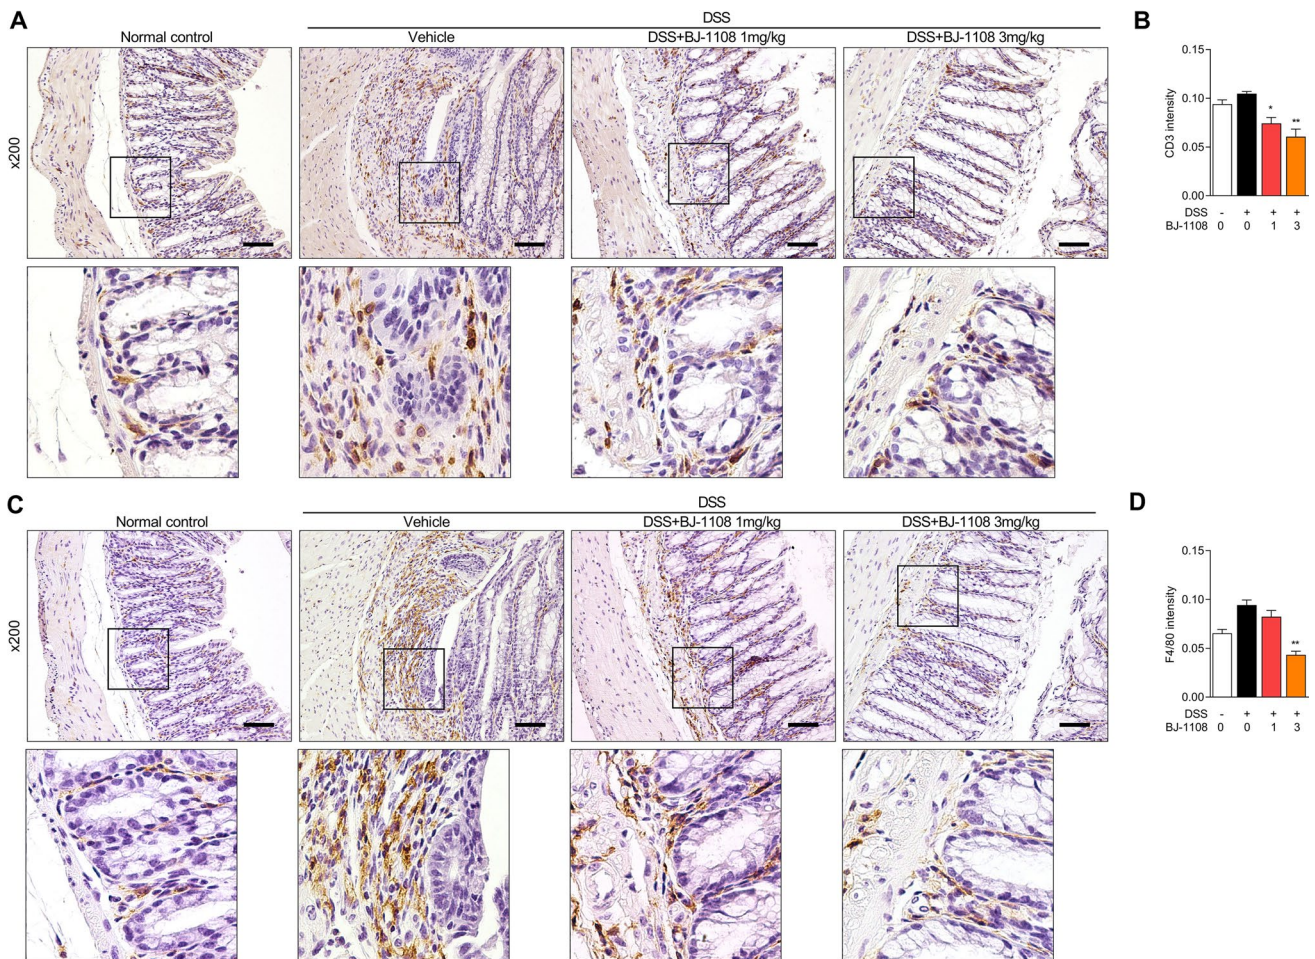 A
DSS
Normal control
Vehicle
DSS+BJ-1108 1mg/kg
DSS+BJ-1108 3mg/kg
x200
B
0.15
0.10
0.05
0.00
CD3 intensity
*
**
DSS - + + +
BJ-1108 0 0 1 3
C
DSS
Normal control
Vehicle
DSS+BJ-1108 1mg/kg
DSS+BJ-1108 3mg/kg
x200
D
0.15
0.10
0.05
0.00
F4/80 intensity
**
DSS - + + +
BJ-1108 0 0 1 3